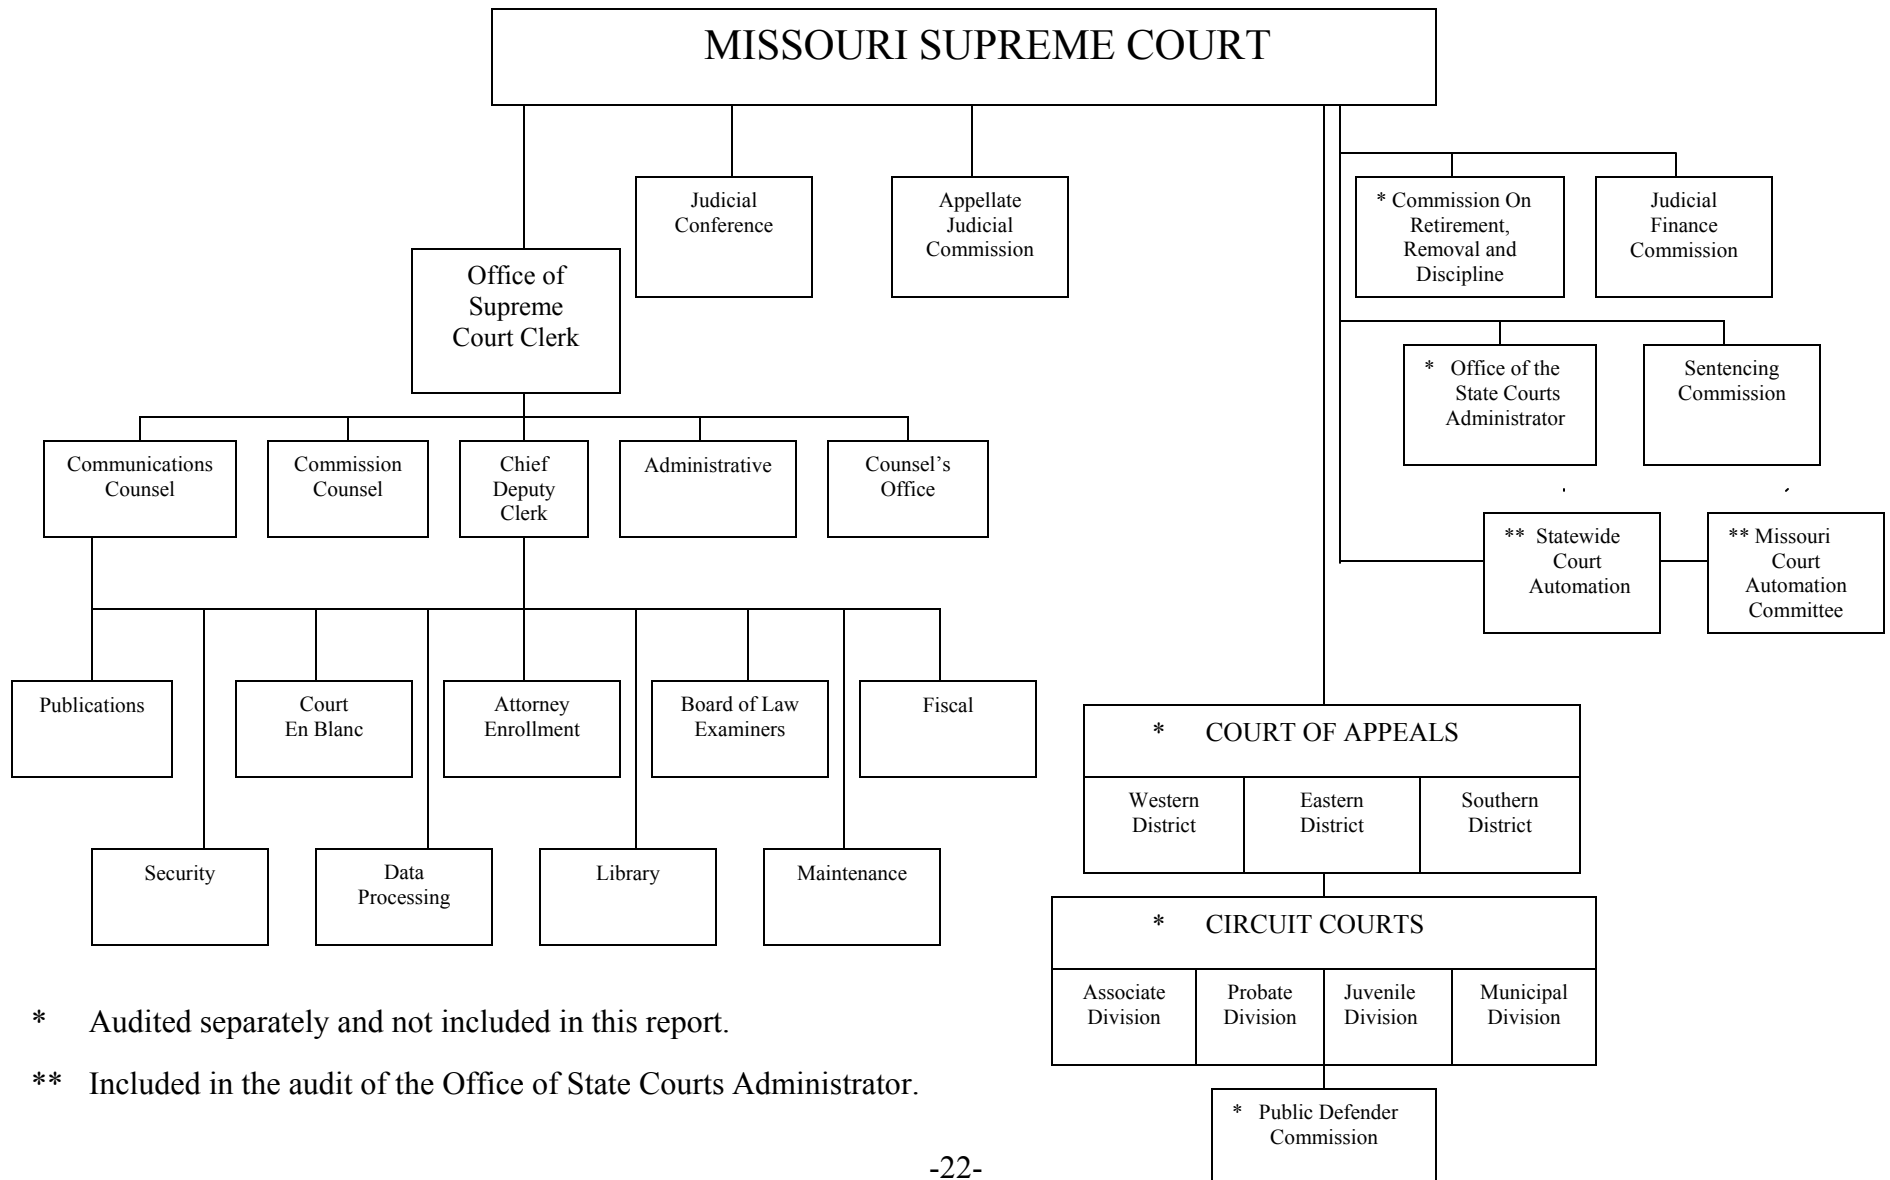 MISSOURI SUPREME COURT
Judicial
Conference
Appellate
Judicial
Commission
* Commission On
Retirement,
Removal and
Discipline
Judicial
Finance
Commission
Office of
Supreme
Court Clerk
* Office of the
State Courts
Administrator
Sentencing
Commission
Communications
Counsel
Commission
Counsel
Chief
Deputy
Clerk
Administrative
Counsel's
Office
** Statewide
Court
Automation
** Missouri
Court
Automation
Committee
Publications
Court
En Blanc
Attorney
Enrollment
Board of Law
Examiners
Fiscal
Security
Data
Processing
Library
Maintenance
* COURT OF APPEALS
Western
District
Eastern
District
Southern
District
* CIRCUIT COURTS
Associate
Division
Probate
Division
Juvenile
Division
Municipal
Division
* Public Defender
Commission
* Audited separately and not included in this report.
** Included in the audit of the Office of State Courts Administrator.
-22-